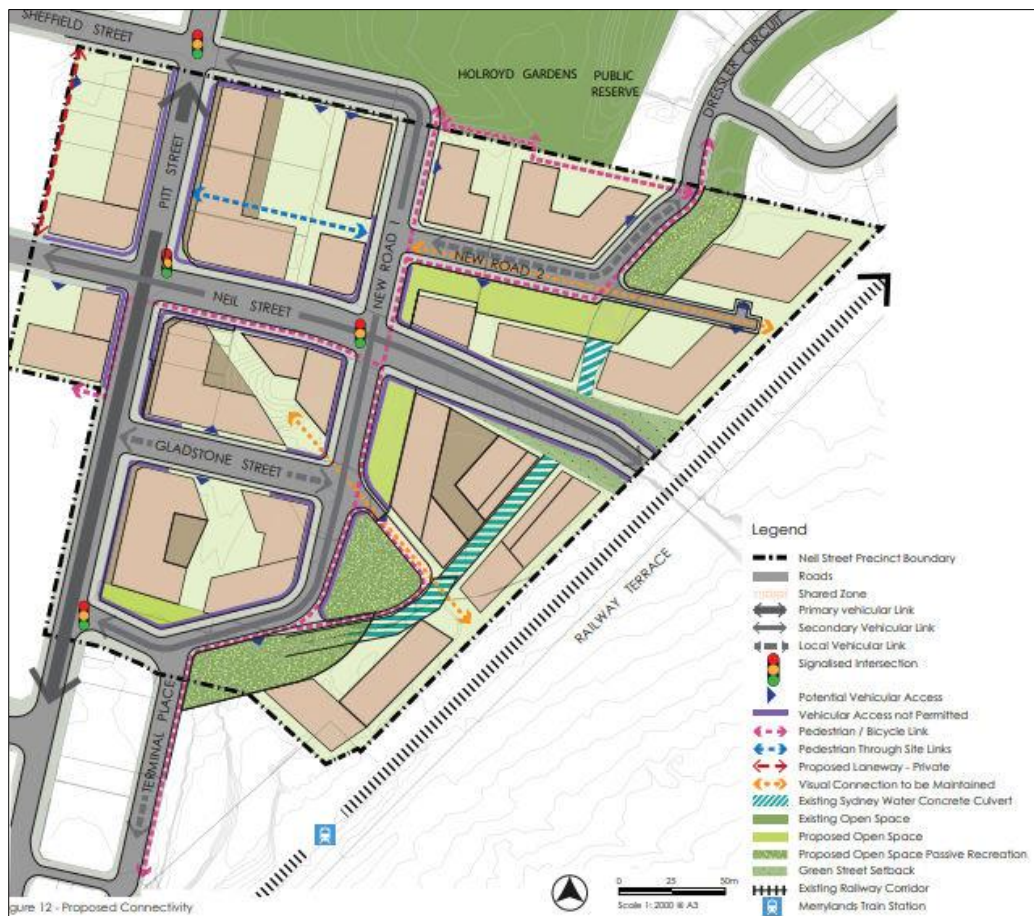 SHEFFIELD STREET
HOLROYD GARDENS PUBLIC
RESERVE
DRESSLER CIRCUIT
PITT STREET
NEW ROAD 1
NEW ROAD 2
NEIL STREET
GLADSTONE STREET
RAILWAY TERRACE
TERMINAL PLACE
Legend
Neil Street Precinct Boundary
Roads
Shared Zone
Primary vehicular Link
Secondary Vehicular Link
Local Vehicular Link
Signalised Intersection
Potential Vehicular Access
Vehicular Access not Permitted
Pedestrian / Bicycle Link
Pedestrian Through Site Links
Proposed Laneway - Private
Visual Connection to be Maintained
Existing Sydney Water Concrete Culvert
Existing Open Space
Proposed Open Space
Proposed Open Space Passive Recreation
Green Street Setback
Existing Railway Corridor
Merrylands Train Station
0 25 50m
Scale 1: 2000 @ A3
gure 12 - Proposed Connectivity